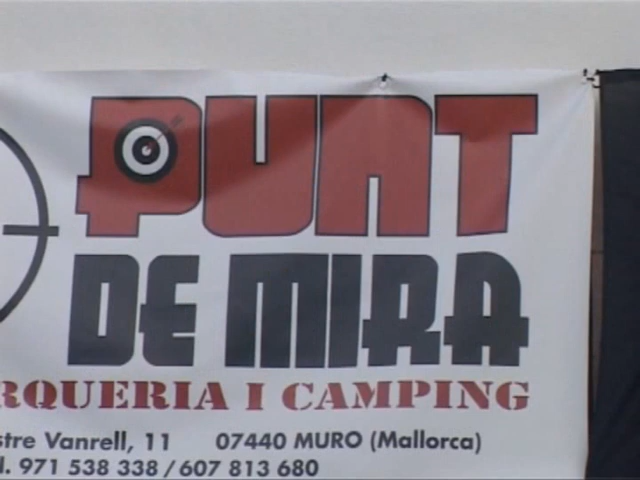 PUNT
DE MIRA
RQUERIA I CAMPING
stre Vanrell, 11 07440 MURO (Mallorca)
l. 971 538 338 / 607 813 680